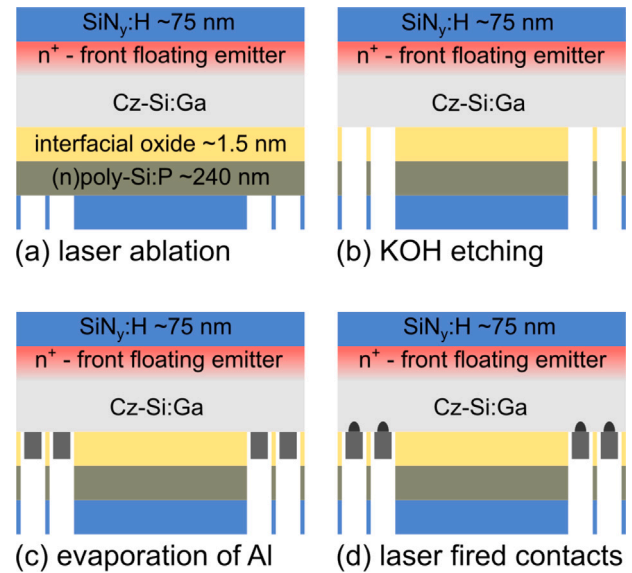 SiNy:H ~75 nm
n+ - front floating emitter
Cz-Si:Ga
interfacial oxide ~1.5 nm
(n)poly-Si:P ~240 nm
(a) laser ablation
SiNy:H ~75 nm
n+ - front floating emitter
Cz-Si:Ga
(b) KOH etching
SiNy:H ~75 nm
n+ - front floating emitter
Cz-Si:Ga
(c) evaporation of Al
SiNy:H ~75 nm
n+ - front floating emitter
Cz-Si:Ga
(d) laser fired contacts